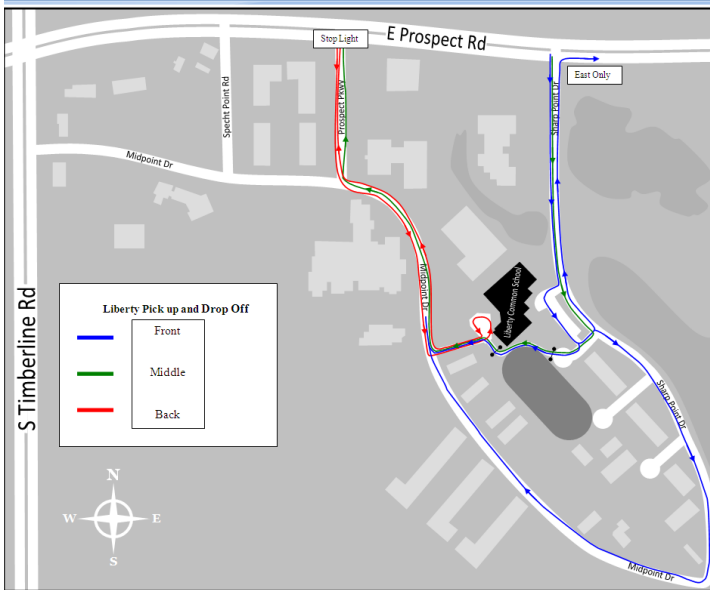 Stop Light
E Prospect Rd
East Only
Specht Point Rd
Prospect Pkwy
Sharp Point Dr
Midpoint Dr
Midpoint Dr
Liberty Common School
S Timberline Rd
Liberty Pick up and Drop Off
Front
Middle
Back
Sharp Point Dr
N
W
E
S
Midpoint Dr